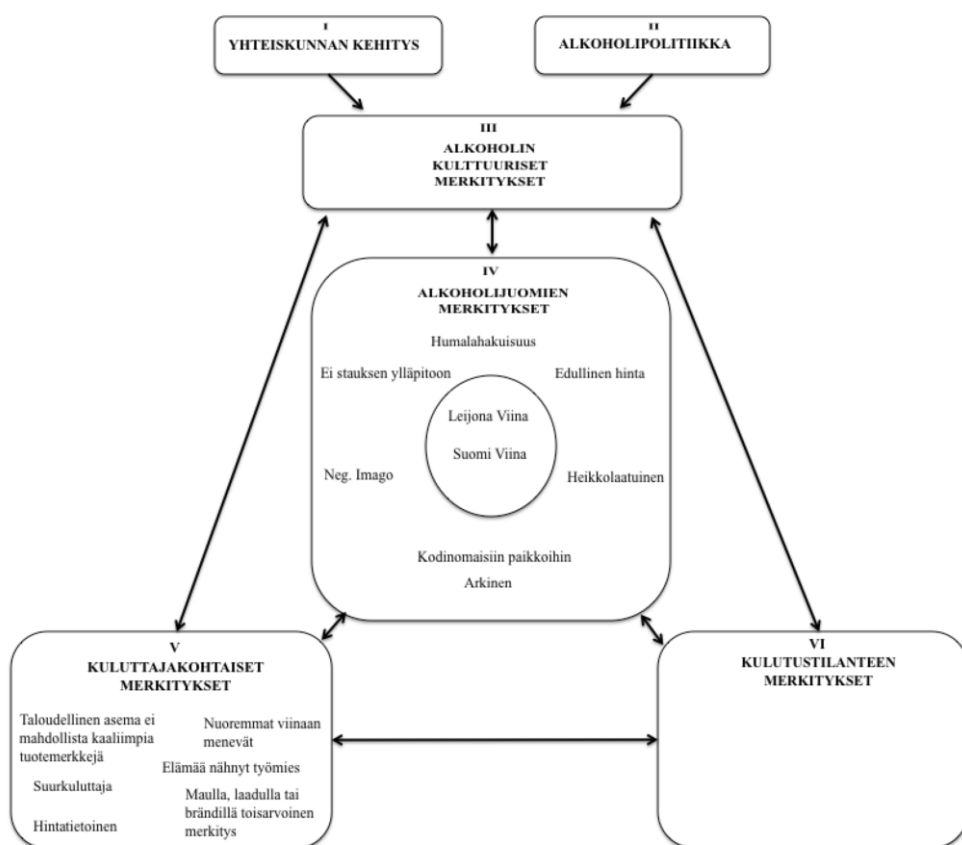 I
YHTEISKUNNAN KEHITYS
II
ALKOHOLIPOLITIIKKA
III
ALKOHOLIN
KULTTUURISET
MERKITYKSET
IV
ALKOHOLIJUOMIEN
MERKITYKSET
Humalahakuisuus
Ei stauksen ylläpitoon
Edullinen hinta
Leijona Viina
Suomi Viina
Neg. Imago
Heikkolaatuinen
Kodinomaisiin paikkoihin
Arkinen
V
KULUTTAJAKOHTAISET
MERKITYKSET
Taloudellinen asema ei
mahdollista kaaliimpia
tuotemerkkejä
Nuoremmat viinaan
menevät
Elämää nähnyt työmies
Suurkuluttaja
Maulla, laadulla tai
brändillä toisarvoinen
merkitys
Hintatietoinen
VI
KULUTUSTILANTEEN
MERKITYKSET